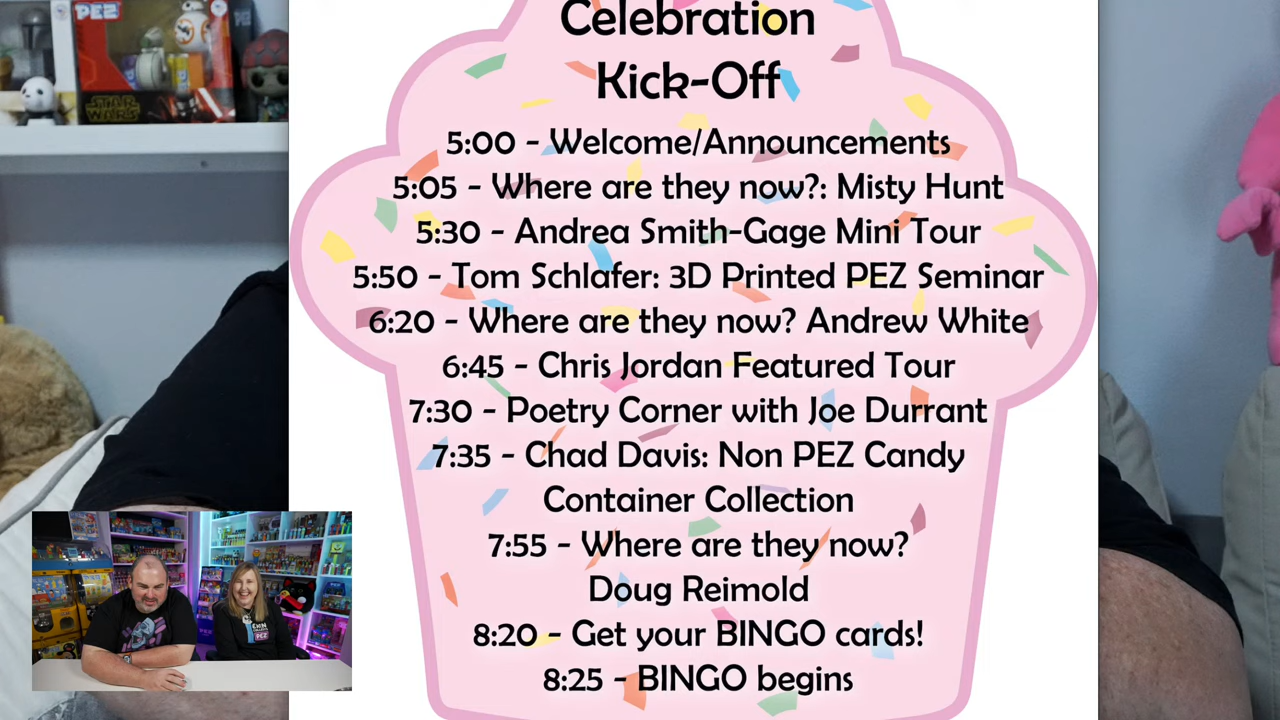 PEZ
STAR
WARS
Celebration
Kick-Off
5:00 - Welcome/Announcements
5:05 - Where are they now?: Misty Hunt
5:30 - Andrea Smith-Gage Mini Tour
5:50 - Tom Schlafer: 3D Printed PEZ Seminar
6:20 - Where are they now? Andrew White
6:45 - Chris Jordan Featured Tour
7:30 - Poetry Corner with Joe Durrant
7:35 - Chad Davis: Non PEZ Candy
Container Collection
7:55 - Where are they now?
Doug Reimold
8:20 - Get your BINGO cards!
8:25 - BINGO begins
PEZ